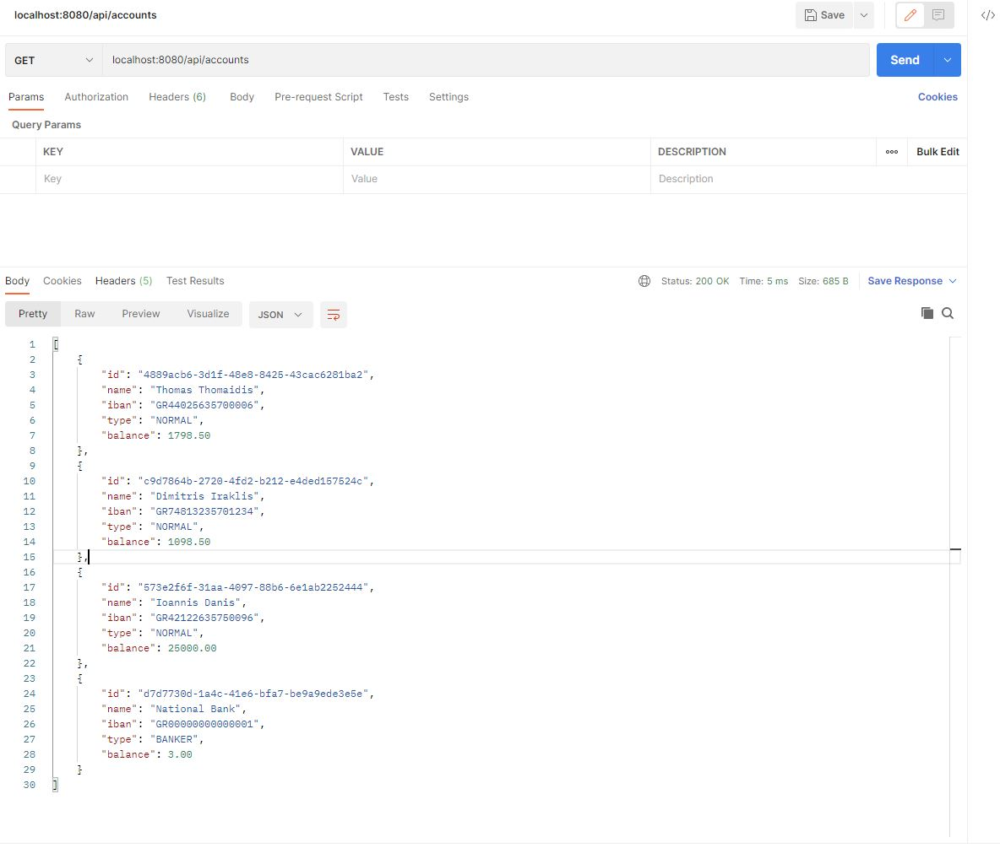 localhost:8080/api/accounts
Save
GET
localhost:8080/api/accounts
Send
Params Authorization Headers (6) Body Pre-request Script Tests Settings Cookies
Query Params
KEY VALUE DESCRIPTION Bulk Edit
Key Value Description
Body Cookies Headers (5) Test Results Status: 200 OK Time: 5 ms Size: 685 B Save Response
Pretty Raw Preview Visualize JSON
1 [
2 {
3 "id": "4889acb6-3d1f-48e8-8425-43cac6281ba2",
4 "name": "Thomas Thomaidis",
5 "iban": "GR44025635700006",
6 "type": "NORMAL",
7 "balance": 1798.50
8 },
9 {
10 "id": "c9d7864b-2720-4fd2-b212-e4ded157524c",
11 "name": "Dimitris Iraklis",
12 "iban": "GR74813235701234",
13 "type": "NORMAL",
14 "balance": 1098.50
15 },
16 {
17 "id": "573e2f6f-31aa-4097-88b6-6e1ab2252444",
18 "name": "Ioannis Danis",
19 "iban": "GR42122635750096",
20 "type": "NORMAL",
21 "balance": 25000.00
22 },
23 {
24 "id": "d7d7730d-1a4c-41e6-bfa7-be9a9ede3e5e",
25 "name": "National Bank",
26 "iban": "GR00000000000001",
27 "type": "BANKER",
28 "balance": 3.00
29 }
30 ]